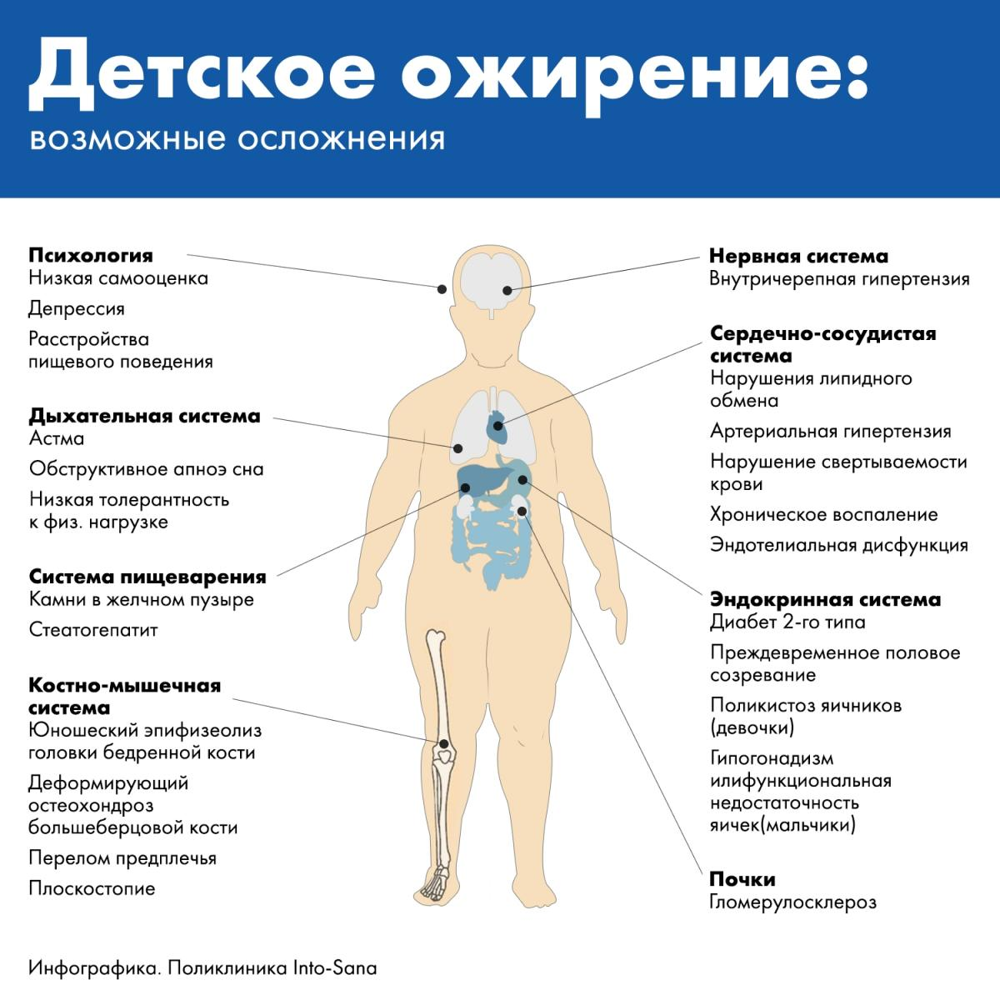 Детское ожирение:
возможные осложнения
Психология
Низкая самооценка
Депрессия
Расстройства
пищевого поведения
Дыхательная система
Астма
Обструктивное апноэ сна
Низкая толерантность
к физ. нагрузке
Система пищеварения
Камни в желчном пузыре
Стеатогепатит
Костно-мышечная
система
Юношеский эпифизеолиз
головки бедренной кости
Деформирующий
остеохондроз
большеберцовой кости
Перелом предплечья
Плоскостопие
Нервная система
Внутричерепная гипертензия
Сердечно-сосудистая
система
Нарушения липидного
обмена
Артериальная гипертензия
Нарушение свертываемости
крови
Хроническое воспаление
Эндотелиальная дисфункция
Эндокринная система
Диабет 2-го типа
Преждевременное половое
созревание
Поликистоз яичников
(девочки)
Гипогонадизм
илифункциональная
недостаточность
яичек(мальчики)
Почки
Гломерулосклероз
Инфографика. Поликлиника Into-Sana